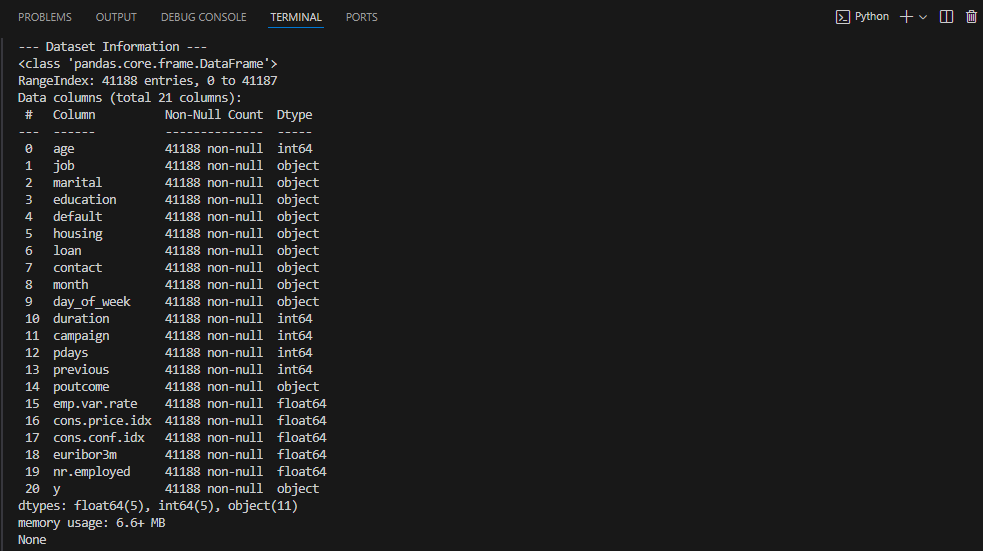 PROBLEMS OUTPUT DEBUG CONSOLE TERMINAL PORTS Python
--- Dataset Information ---
<class 'pandas.core.frame.DataFrame'>
RangeIndex: 41188 entries, 0 to 41187
Data columns (total 21 columns):
 #   Column          Non-Null Count  Dtype
---  ------          --------------  -----
 0   age             41188 non-null  int64
 1   job             41188 non-null  object
 2   marital         41188 non-null  object
 3   education       41188 non-null  object
 4   default         41188 non-null  object
 5   housing         41188 non-null  object
 6   loan            41188 non-null  object
 7   contact         41188 non-null  object
 8   month           41188 non-null  object
 9   day_of_week     41188 non-null  object
 10  duration        41188 non-null  int64
 11  campaign        41188 non-null  int64
 12  pdays           41188 non-null  int64
 13  previous        41188 non-null  int64
 14  poutcome        41188 non-null  object
 15  emp.var.rate    41188 non-null  float64
 16  cons.price.idx  41188 non-null  float64
 17  cons.conf.idx   41188 non-null  float64
 18  euribor3m       41188 non-null  float64
 19  nr.employed     41188 non-null  float64
 20  y               41188 non-null  object
dtypes: float64(5), int64(5), object(11)
memory usage: 6.6+ MB
None